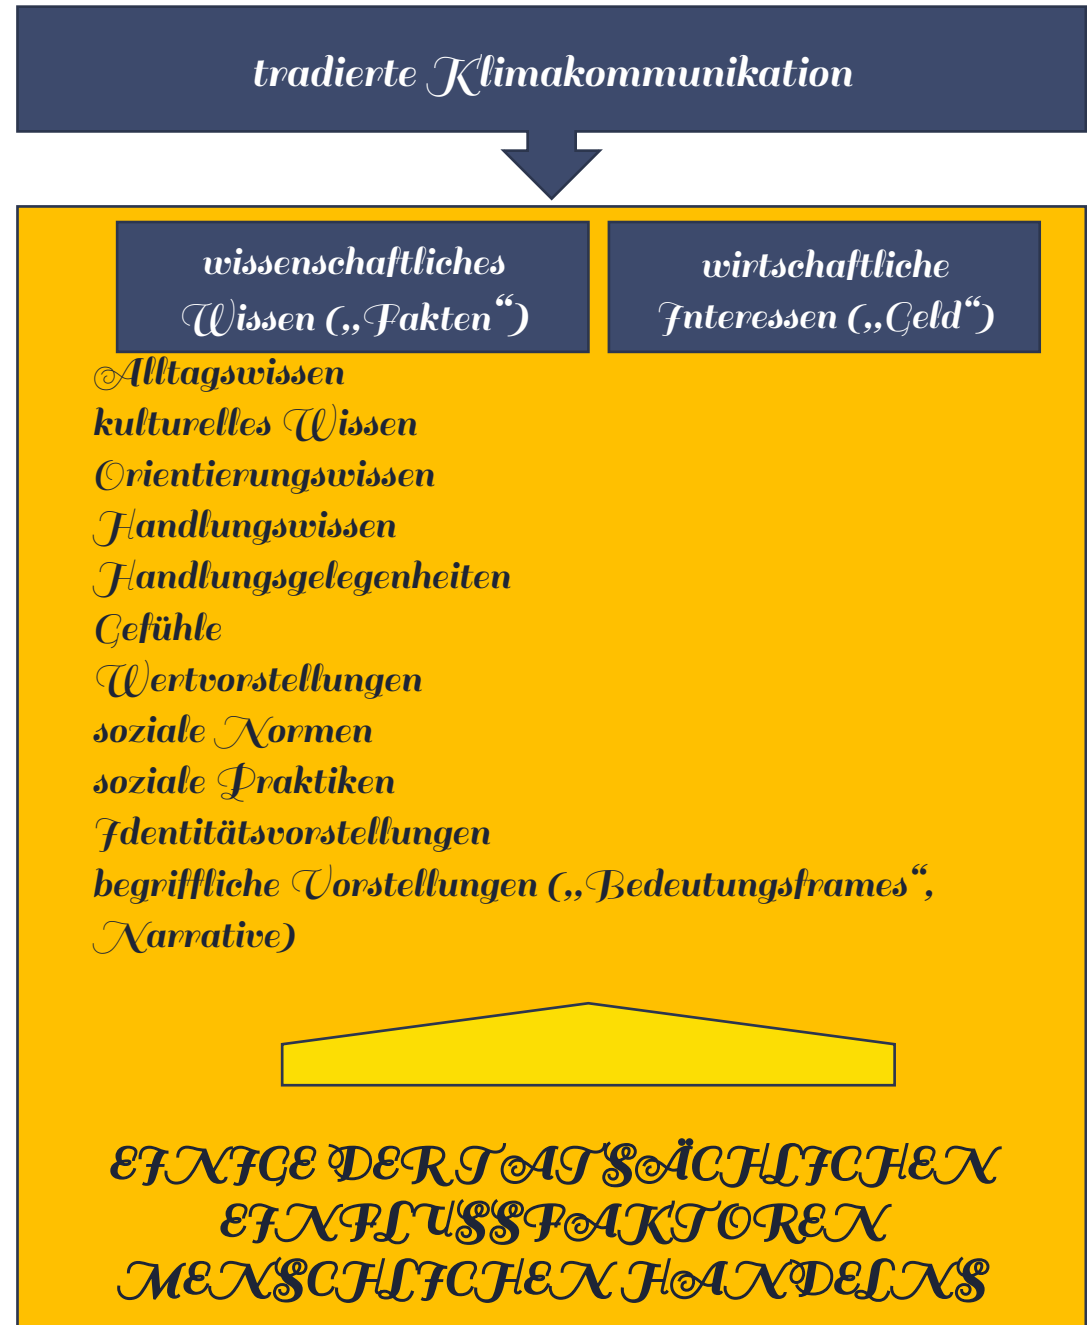 tradierte Klimakommunikation
wissenschaftliches
Wissen („Fakten“)
wirtschaftliche
Interessen („Geld“)
Alltagswissen
kulturelles Wissen
Orientierungswissen
Handlungswissen
Handlungsgelegenheiten
Gefühle
Wertvorstellungen
soziale Normen
soziale Praktiken
Identitätsvorstellungen
begriffliche Vorstellungen („Bedeutungsframes“,
Narrative)
EINIGE DER TATSÄCHLICHEN
EINFLUSSFAKTOREN
MENSCHLICHEN HANDELNS